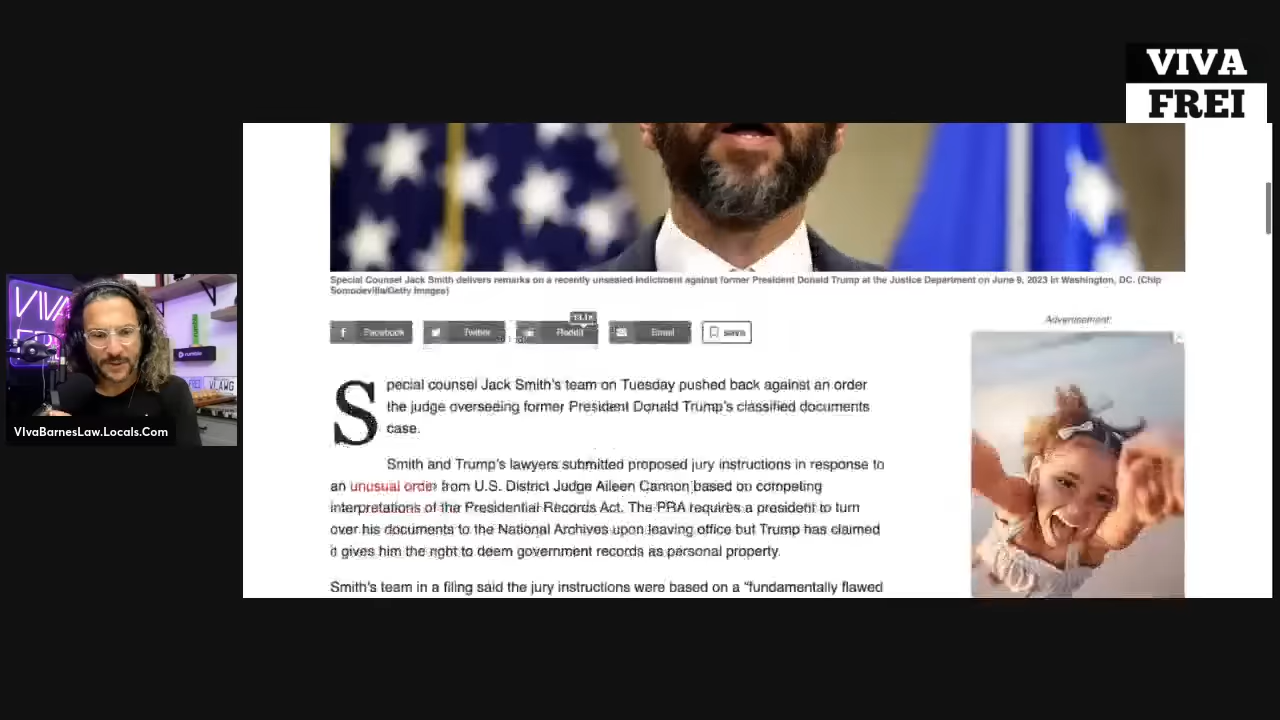 VIVA
FREI
Special Counsel Jack Smith delivers remarks on a recently unsealed indictment against former President Donald Trump at the Justice Department on June 9, 2023 in Washington, DC. (Chip
Somodevilla/Getty Images)
13.1k
Facebook
Twitter
Reddit
Email
save
Advertisement:
Special counsel Jack Smith's team on Tuesday pushed back against an order
the judge overseeing former President Donald Trump's classified documents
case.
Smith and Trump's lawyers submitted proposed jury instructions in response to
an unusual order from U.S. District Judge Aileen Cannon based on competing
interpretations of the Presidential Records Act. The PRA requires a president to turn
over his documents to the National Archives upon leaving office but Trump has claimed
it gives him the right to deem government records as personal property.
Smith's team in a filing said the jury instructions were based on a "fundamentally flawed
VIVA
rumble
VLAWG
VivaBarnesLaw.Locals.Com